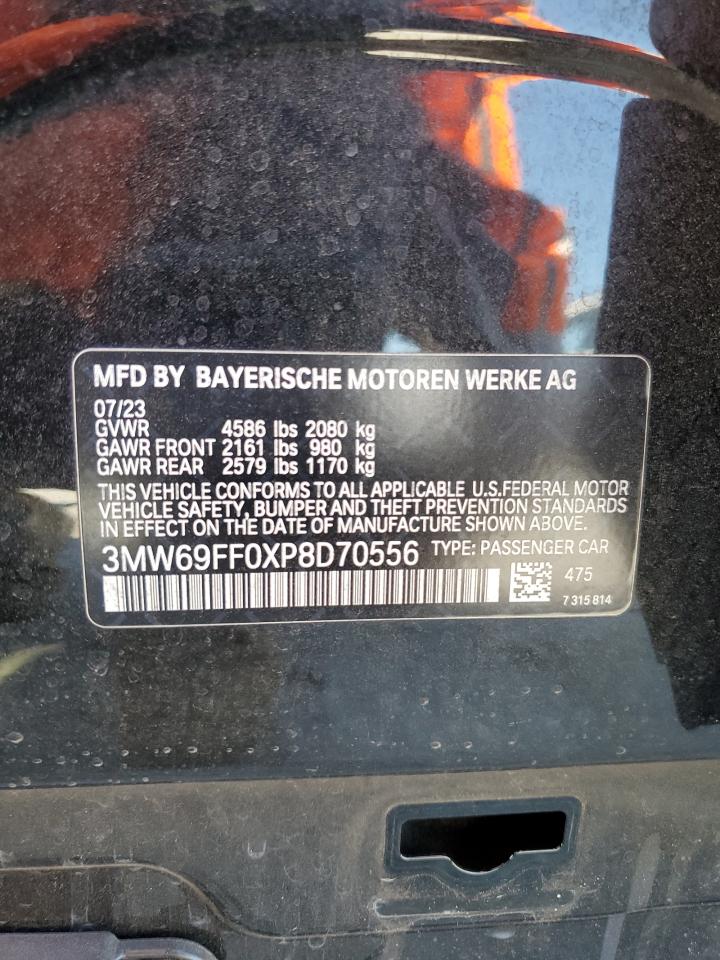 MFD BY BAYERISCHE MOTOREN WERKE AG
07/23
GVWR 4586 lbs 2080 kg
GAWR FRONT 2161 lbs 980 kg
GAWR REAR 2579 lbs 1170 kg
THIS VEHICLE CONFORMS TO ALL APPLICABLE U.S.FEDERAL MOTOR
VEHICLE SAFETY, BUMPER AND THEFT PREVENTION STANDARDS
IN EFFECT ON THE DATE OF MANUFACTURE SHOWN ABOVE.
3MW69FF0XP8D70556 TYPE: PASSENGER CAR
475
7 315 814